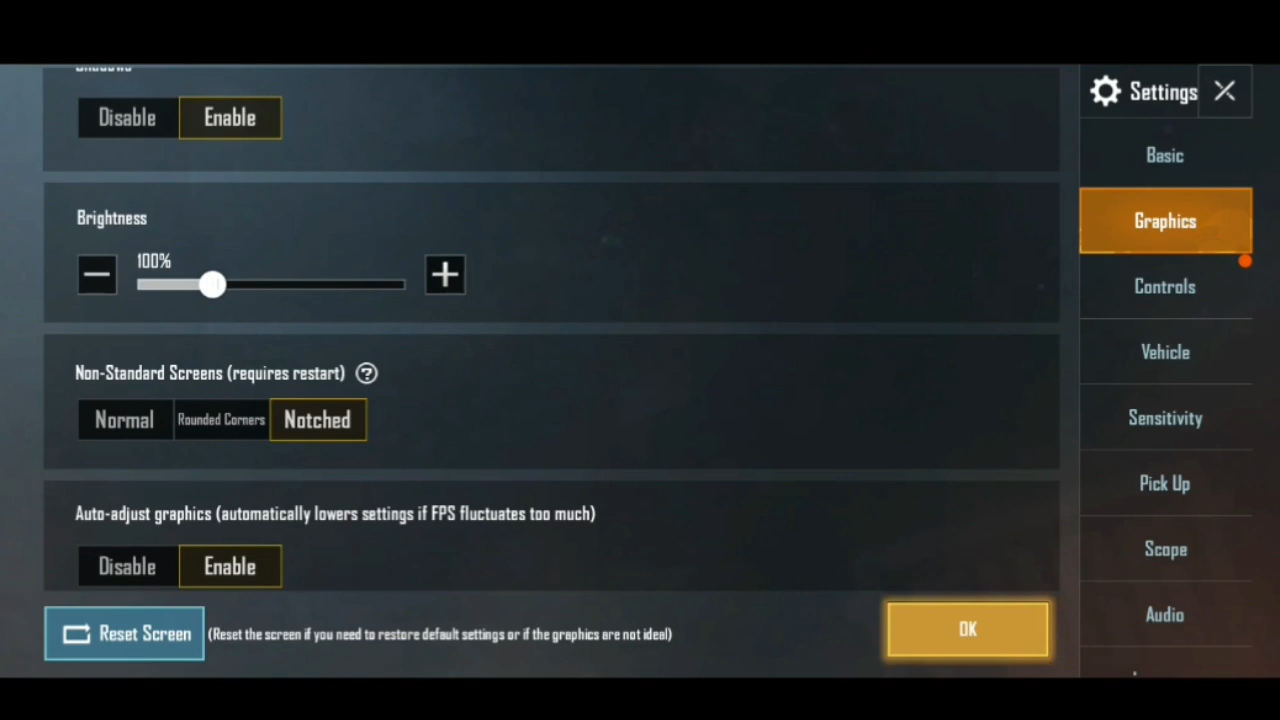 Disable
Enable
Brightness
100%
Non-Standard Screens (requires restart) ?
Normal
Rounded Corners
Notched
Auto-adjust graphics (automatically lowers settings if FPS fluctuates too much)
Disable
Enable
Reset Screen
(Reset the screen if you need to restore default settings or if the graphics are not ideal)
OK
Settings
Basic
Graphics
Controls
Vehicle
Sensitivity
Pick Up
Scope
Audio